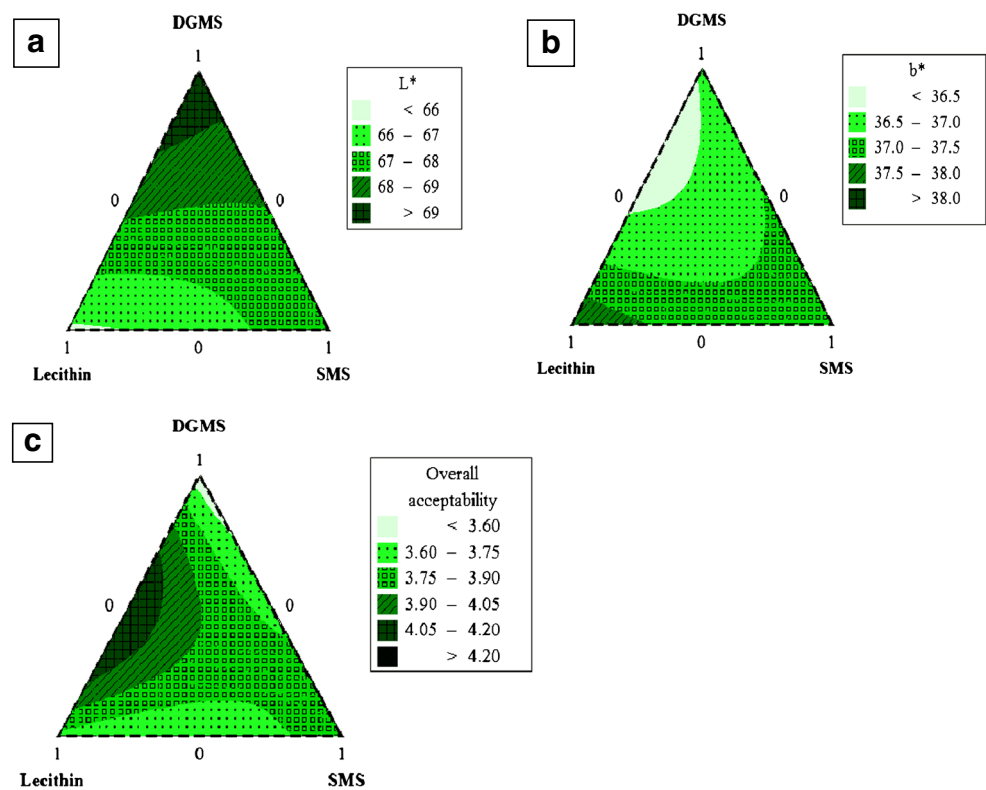 a
DGMS
1
L*
< 66
66 – 67
67 – 68
68 – 69
> 69
0 0
1 0 1
Lecithin SMS
b
DGMS
1
b*
< 36.5
36.5 – 37.0
37.0 – 37.5
37.5 – 38.0
> 38.0
0 0
1 0 1
Lecithin SMS
c
DGMS
1
Overall
acceptability
< 3.60
3.60 – 3.75
3.75 – 3.90
3.90 – 4.05
4.05 – 4.20
> 4.20
0 0
1 0 1
Lecithin SMS